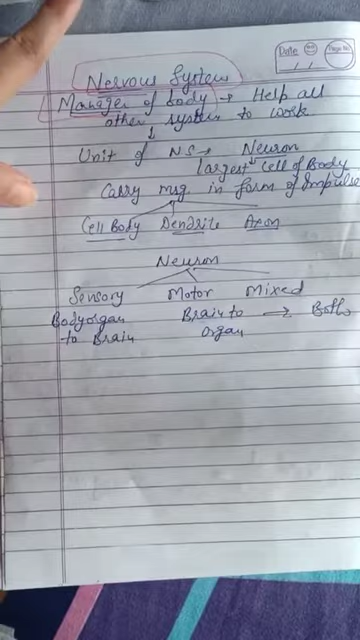 Date
Page No.
Nervous System
Manager of body → Help all
other system to work
Unit of NS → Neuron
largest cell of Body
Carry msg in form of Impulse
Cell Body Dendrite Axon
Neuron
Sensory Motor Mixed
Body organ Brain to → Both
to Brain organ